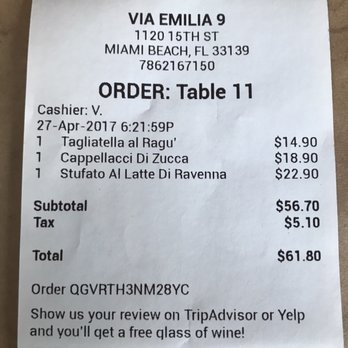 VIA EMILIA 9
1120 15TH ST
MIAMI BEACH, FL 33139
7862167150
ORDER: Table 11
Cashier: V.
27-Apr-2017 6:21:59P
1 Tagliatella al Ragu' $14.90
1 Cappellacci Di Zucca $18.90
1 Stufato Al Latte Di Ravenna $22.90
Subtotal $56.70
Tax $5.10
Total $61.80
Order QGVRTH3NM28YC
Show us your review on TripAdvisor or Yelp
and you'll get a free glass of wine!